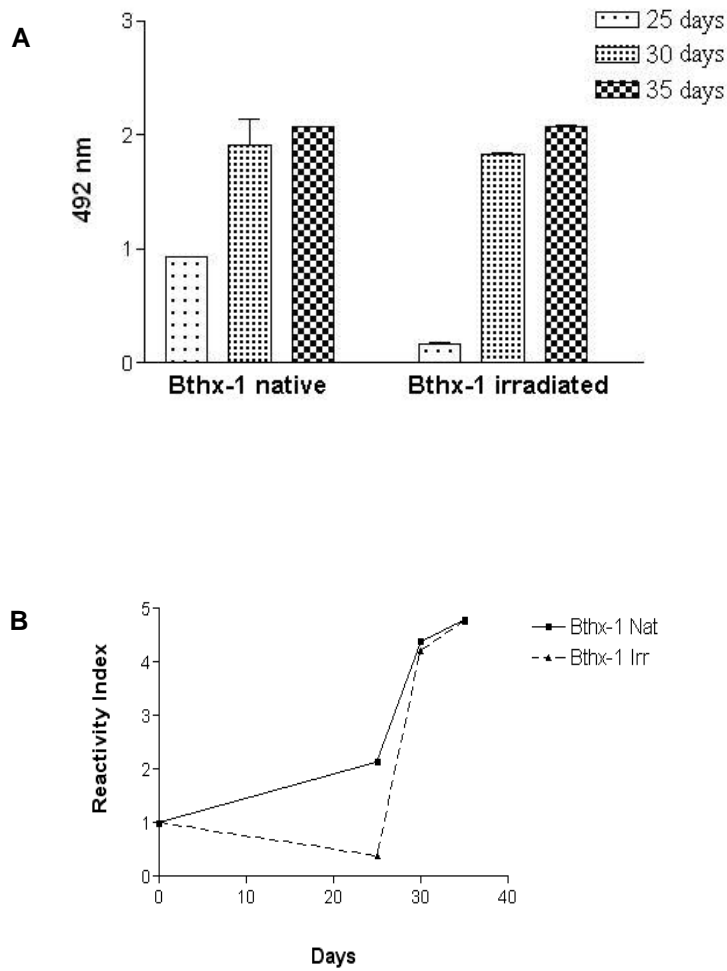 A
3
2
1
0
492 nm
25 days
30 days
35 days
Bthx-1 native
Bthx-1 irradiated
B
5
4
3
2
1
0
Reactivity Index
0 10 20 30 40
Days
Bthx-1 Nat
Bthx-1 Irr